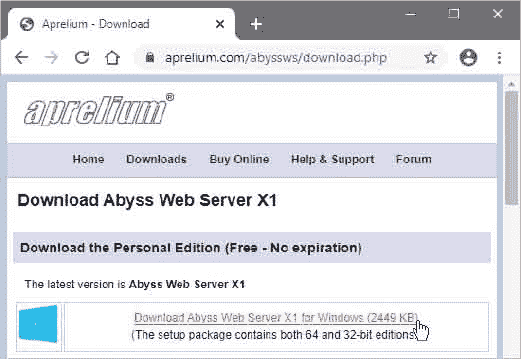 Aprelium - Download
aprelium.com/abyssws/download.php
aprelium®
Home Downloads Buy Online Help & Support Forum
Download Abyss Web Server X1
Download the Personal Edition (Free - No expiration)
The latest version is Abyss Web Server X1
Download Abyss Web Server X1 for Windows (2449 KB)
(The setup package contains both 64 and 32-bit editions